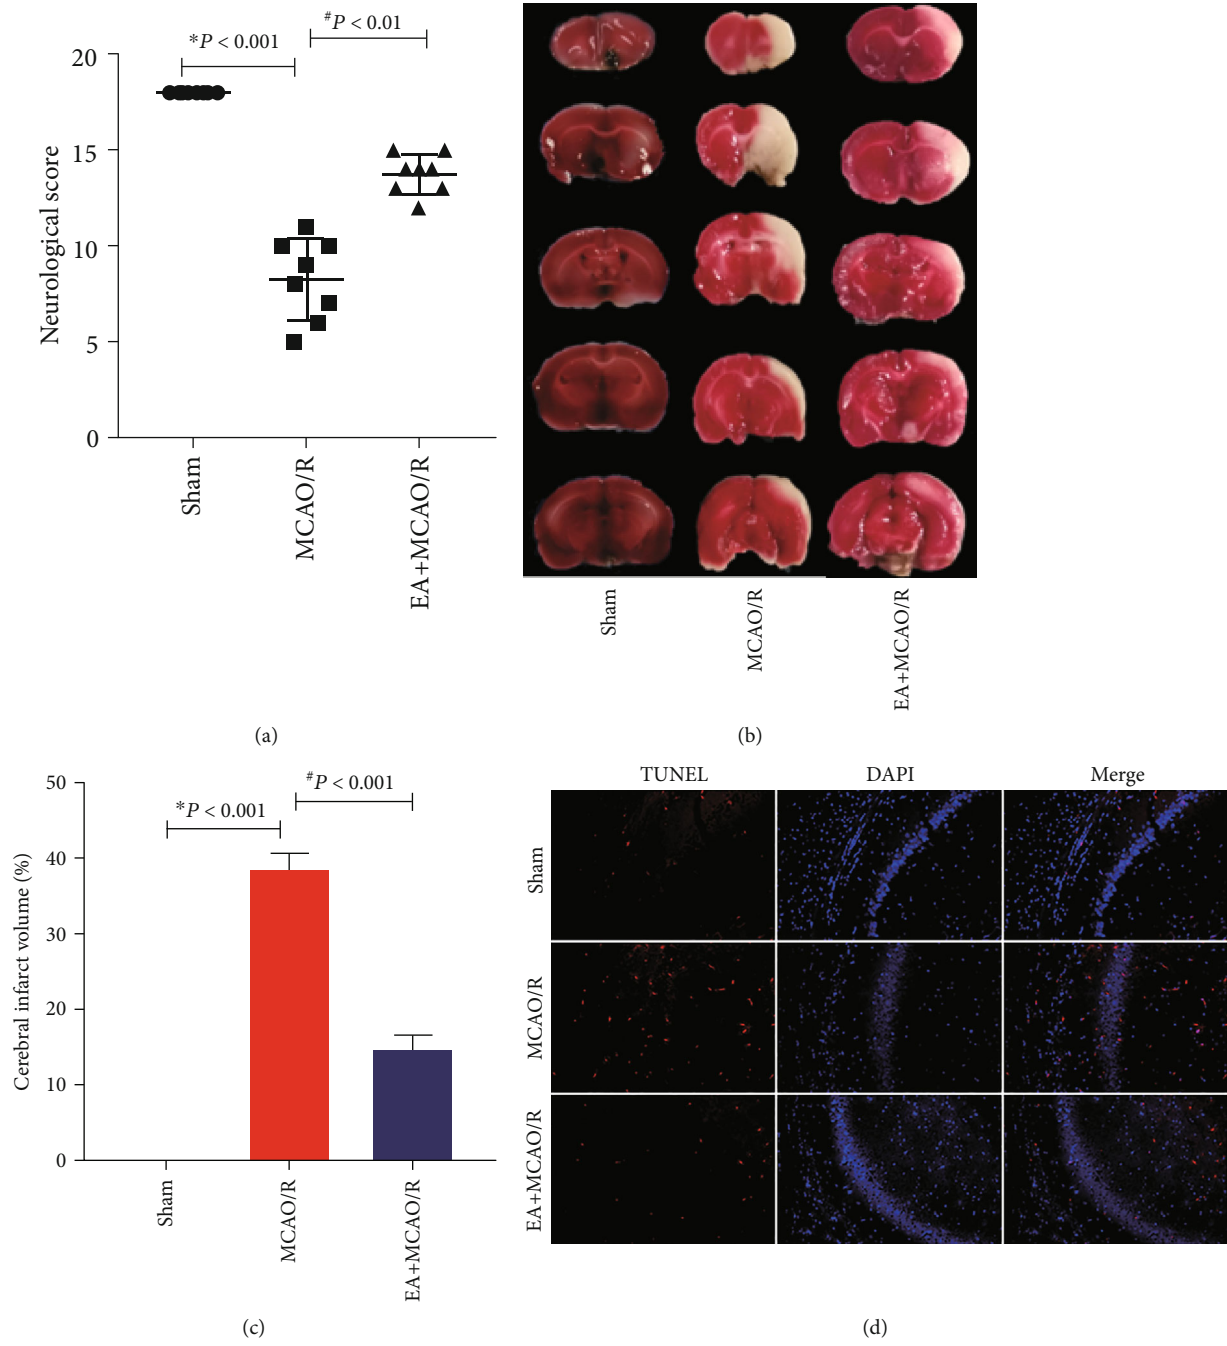 *P < 0.001
#P < 0.01
20
15
10
5
0
Neurological score
Sham
MCAO/R
EA+MCAO/R
(a)
Sham
MCAO/R
EA+MCAO/R
(b)
*P < 0.001
#P < 0.001
50
40
30
20
10
0
Cerebral infarct volume (%)
Sham
MCAO/R
EA+MCAO/R
(c)
TUNEL DAPI Merge
Sham
MCAO/R
EA+MCAO/R
(d)